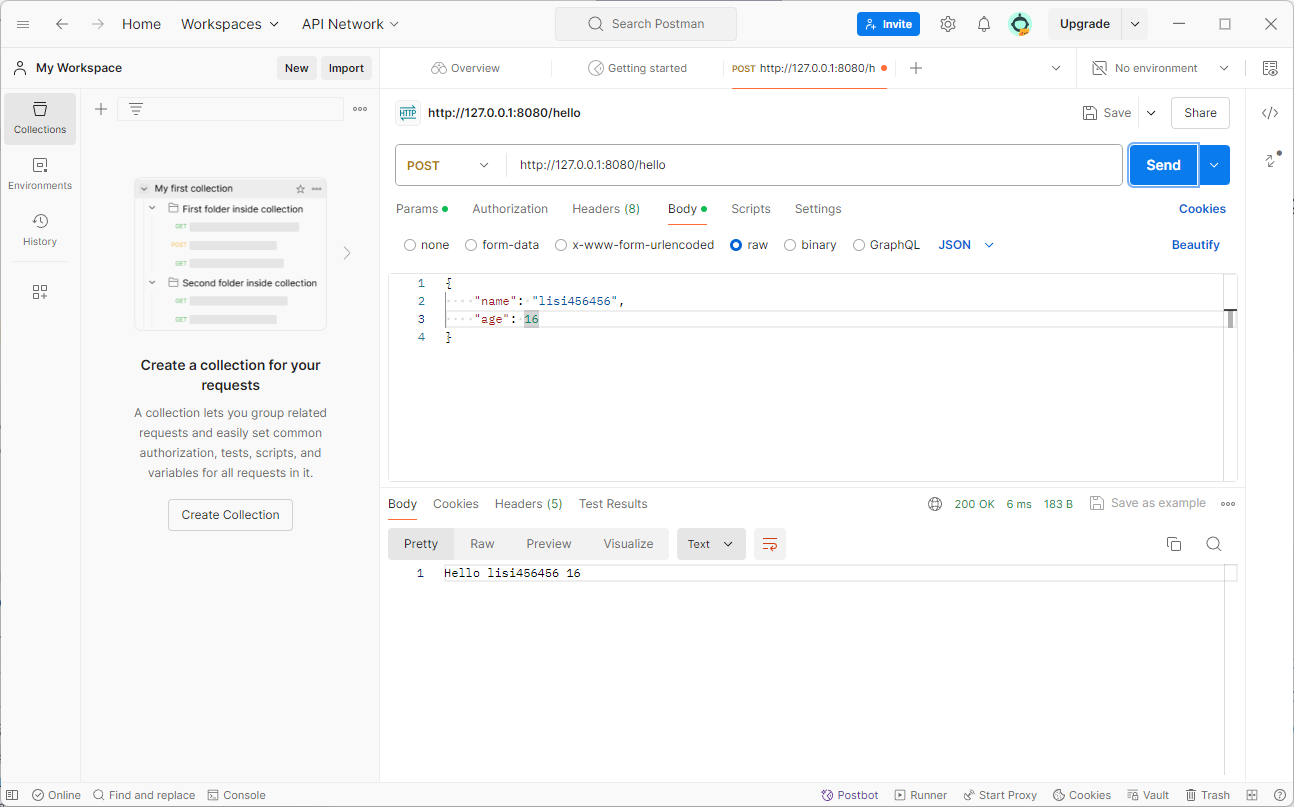 Home Workspaces API Network Search Postman Invite Upgrade
My Workspace New Import Overview Getting started POST http://127.0.0.1:8080/h No environment
Collections
Environments
History
My first collection
First folder inside collection
GET
POST
GET
Second folder inside collection
GET
GET
Create a collection for your
requests
A collection lets you group related
requests and easily set common
authorization, tests, scripts, and
variables for all requests in it.
Create Collection
HTTP http://127.0.0.1:8080/hello Save Share
POST http://127.0.0.1:8080/hello Send
Params Authorization Headers (8) Body Scripts Settings Cookies
none form-data x-www-form-urlencoded raw binary GraphQL JSON Beautify
1 {
2 "name": "lisi456456",
3 "age": 16
4 }
Body Cookies Headers (5) Test Results 200 OK 6 ms 183 B Save as example
Pretty Raw Preview Visualize Text
1 Hello lisi456456 16
Online Find and replace Console Postbot Runner Start Proxy Cookies Vault Trash